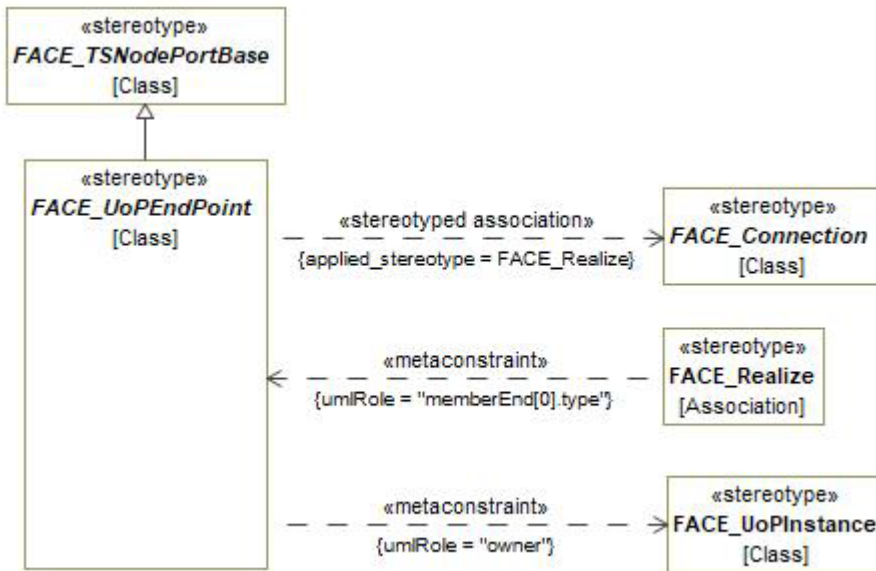 «stereotype»
FACE_TSNodePortBase
[Class]
«stereotype»
FACE_UoPEndPoint
[Class]
«stereotyped association»
{applied_stereotype = FACE_Realize}
«stereotype»
FACE_Connection
[Class]
«metaconstraint»
{umlRole = "memberEnd[0].type"}
«stereotype»
FACE_Realize
[Association]
«metaconstraint»
{umlRole = "owner"}
«stereotype»
FACE_UoPInstance
[Class]